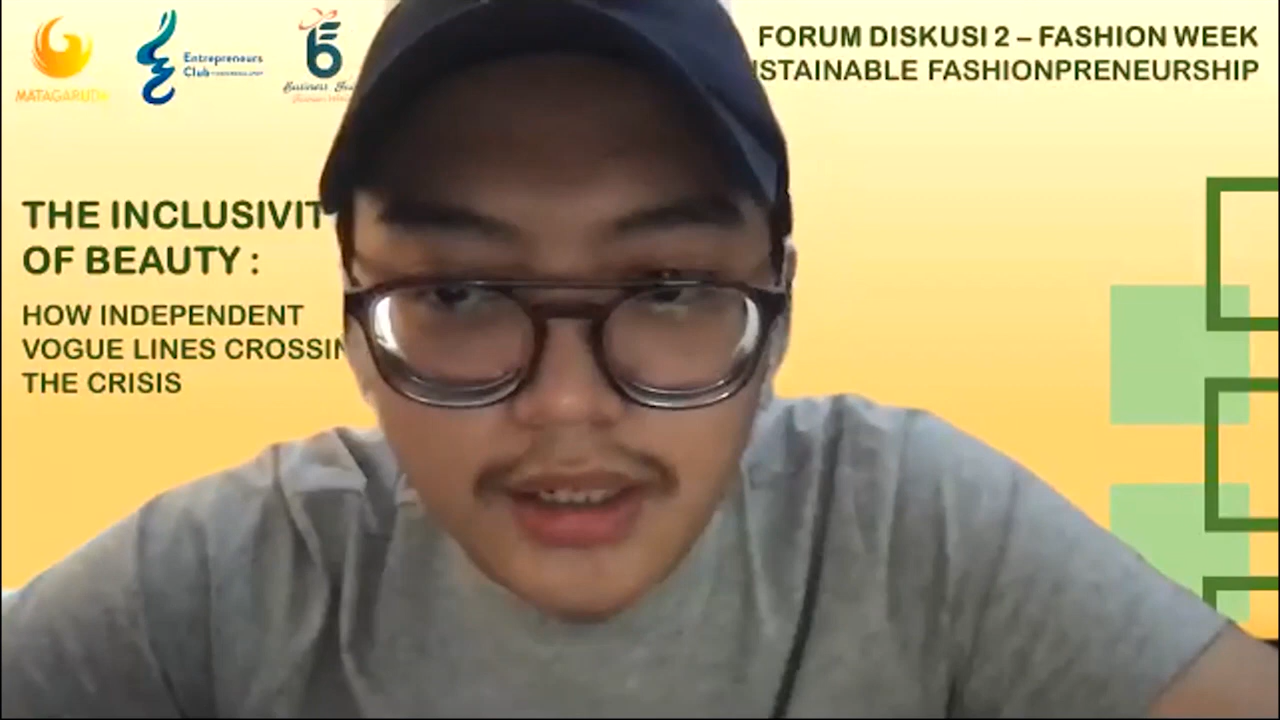 MATAGARUDA
Entrepreneurs
Club
FORUM DISKUSI 2 – FASHION WEEK
STAINABLE FASHIONPRENEURSHIP
THE INCLUSIVIT
OF BEAUTY :
HOW INDEPENDENT
VOGUE LINES CROSSIN
THE CRISIS